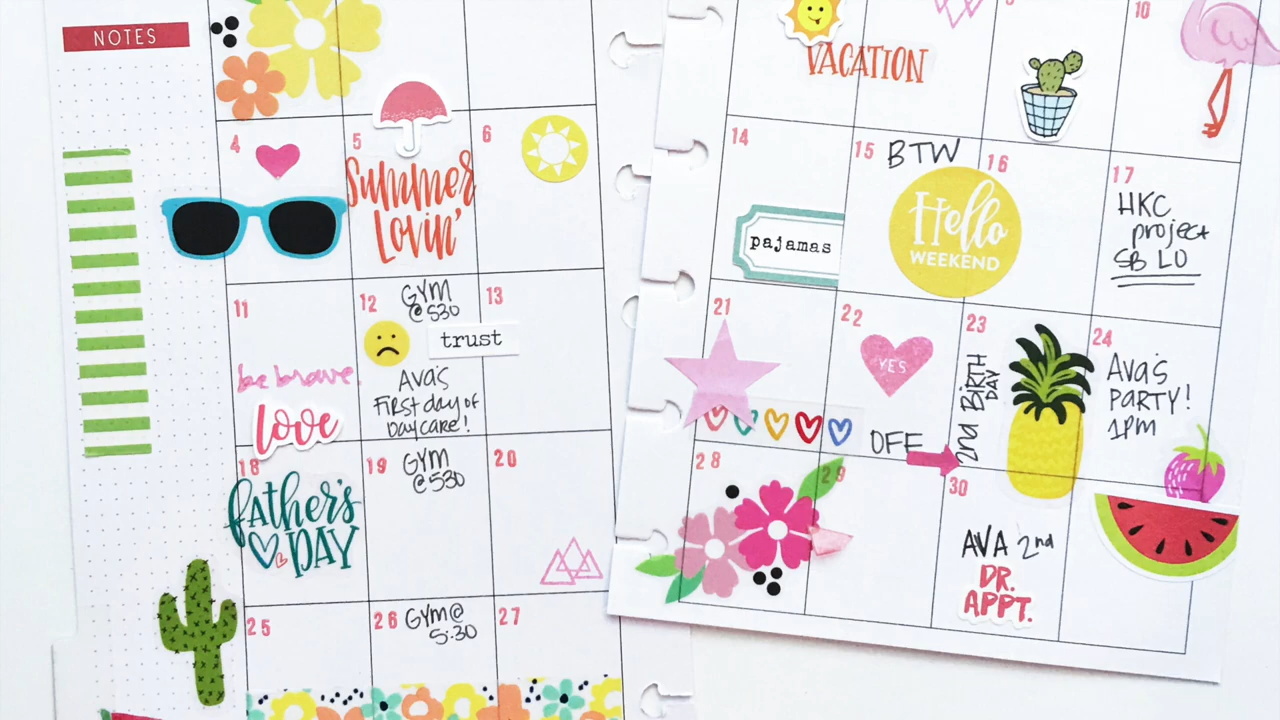 NOTES
4
5
6
Summer
Lovin'
11
12
GYM
@530
13
trust
be brave
love
Ava's
First day of
Daycare!
18
father's
DAY
19
GYM
@530
20
25
26
GYM@
5:30
27
10
VACATION
14
15
BTW
16
17
pajamas
Hello
WEEKEND
HKC
project
SB LO
21
22
YES
23
2nd BIRTH
DAY
24
Ava's
PARTY!
1PM
OFF
28
29
30
AVA 2nd
DR.
APPT.